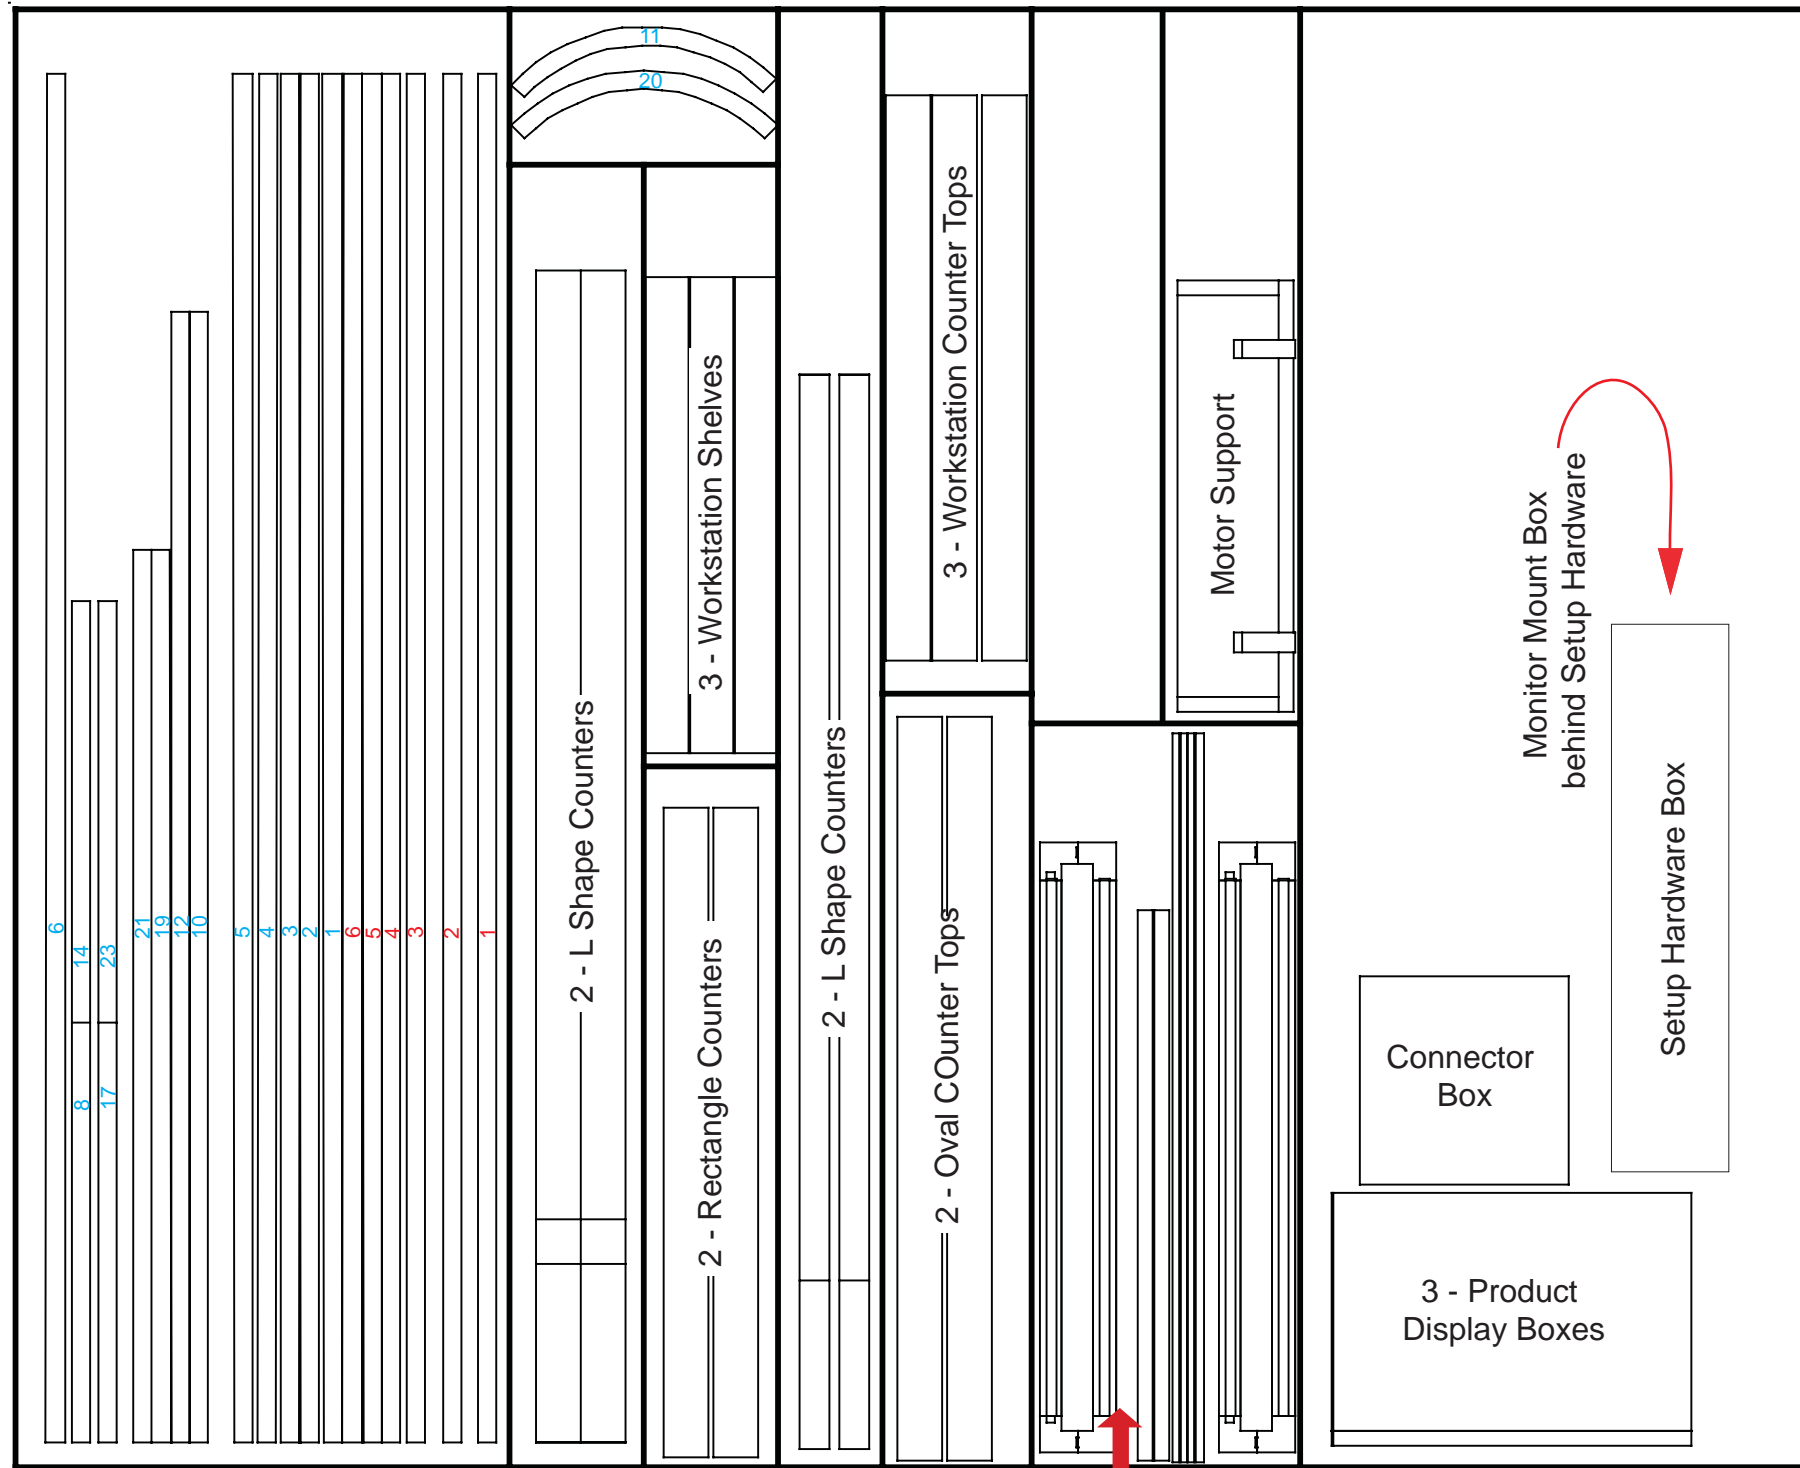 11
20
6
14
23
8
17
21
19
12
10
5
4
3
2
1
6
5
4
3
2
1
2 - L Shape Counters
3 - Workstation Shelves
2 - Rectangle Counters
2 - L Shape Counters
3 - Workstation Counter Tops
2 - Oval COunter Tops
Motor Support
Monitor Mount Box
behind Setup Hardware
Setup Hardware Box
Connector
Box
3 - Product
Display Boxes